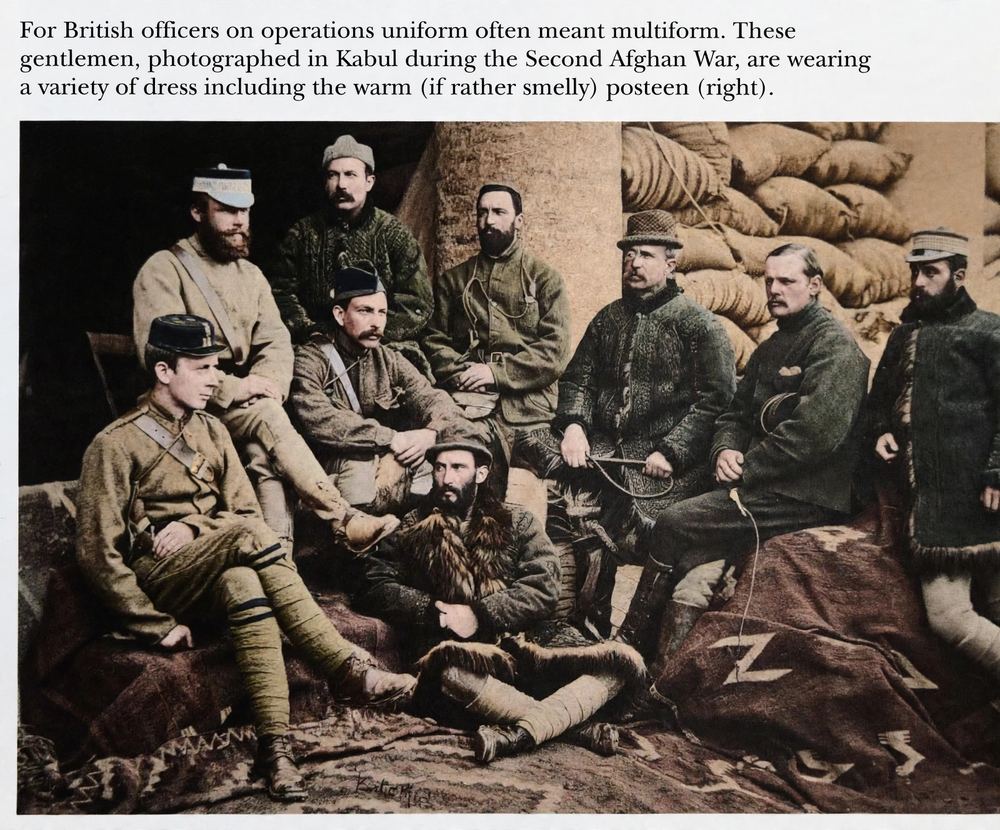 For British officers on operations uniform often meant multiform. These
gentlemen, photographed in Kabul during the Second Afghan War, are wearing
a variety of dress including the warm (if rather smelly) posteen (right).